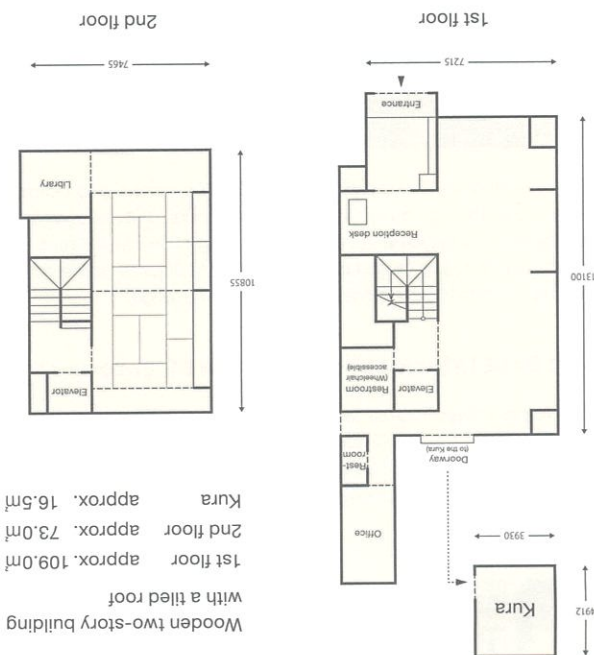 Wooden two-story building
with a tiled roof
1st floor approx. 109.0㎡
2nd floor approx. 73.0㎡
Kura approx. 16.5㎡
4912
Kura
3930
Doorway
(to the Kura)
Office
Rest-
room
Elevator
Restroom
(Wheelchair
accessible)
13100
Reception desk
Entrance
7215
1st floor
Elevator
10855
Library
7465
2nd floor